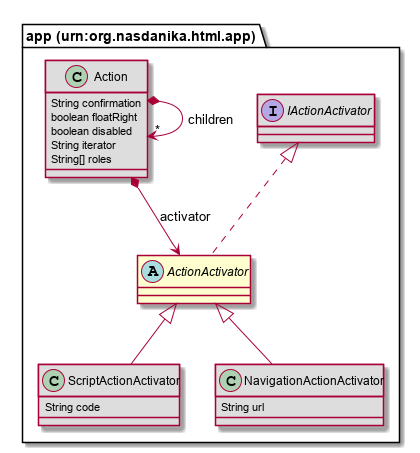 app (urn:org.nasdanika.html.app)
C Action
String confirmation
boolean floatRight
boolean disabled
String iterator
String[] roles
children
*
I IActionActivator
activator
A ActionActivator
C ScriptActionActivator
String code
C NavigationActionActivator
String url